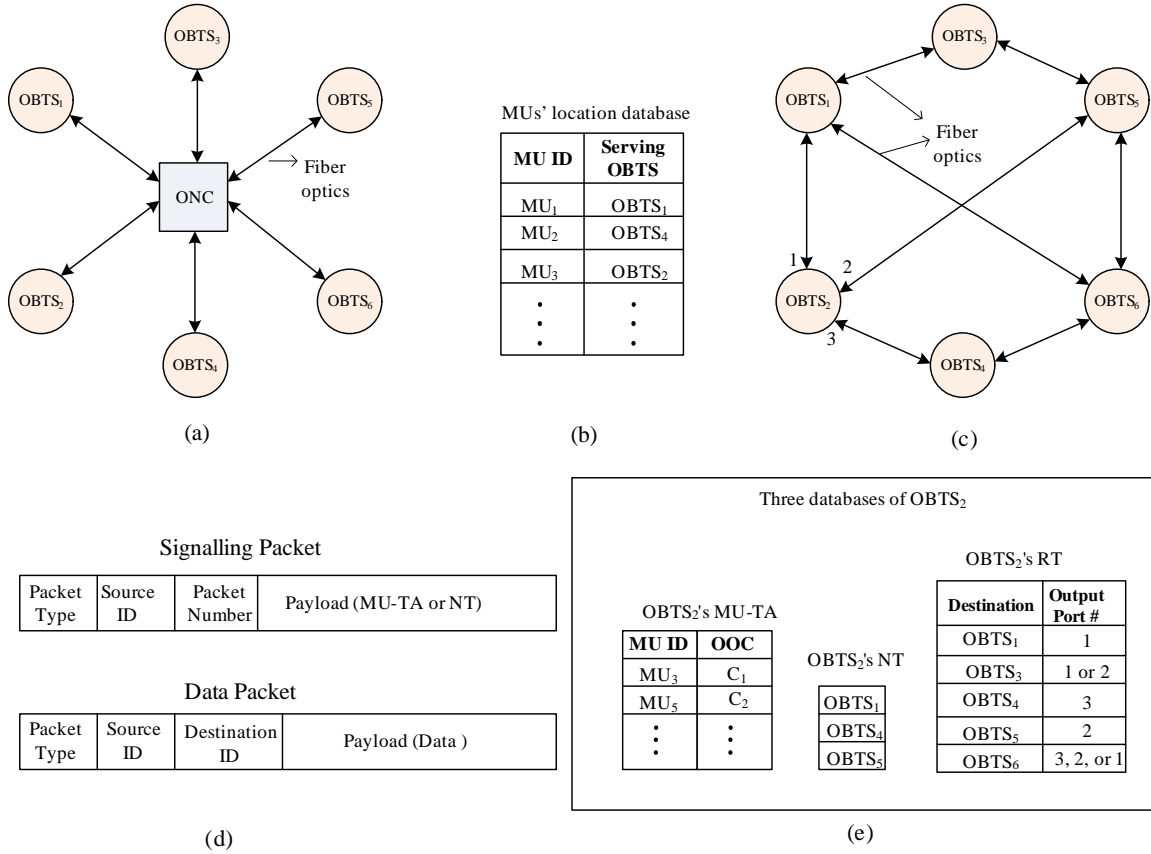 OBTS₃
OBTS₁
OBTS₅
ONC
Fiber
optics
OBTS₂
OBTS₆
OBTS₄
(a)
MUs' location database
MU ID	Serving OBTS
MU₁	OBTS₁
MU₂	OBTS₄
MU₃	OBTS₂
(b)
OBTS₃
OBTS₁
OBTS₅
Fiber
optics
1
2
OBTS₂
OBTS₆
3
OBTS₄
(c)
Signalling Packet
Packet Type	Source ID	Packet Number	Payload (MU-TA or NT)
Data Packet
Packet Type	Source ID	Destination ID	Payload (Data )
(d)
Three databases of OBTS₂
OBTS₂'s MU-TA
MU ID	OOC
MU₃	C₁
MU₅	C₂
OBTS₂'s NT
OBTS₁
OBTS₄
OBTS₅
OBTS₂'s RT
Destination	Output Port #
OBTS₁	1
OBTS₃	1 or 2
OBTS₄	3
OBTS₅	2
OBTS₆	3, 2, or 1
(e)